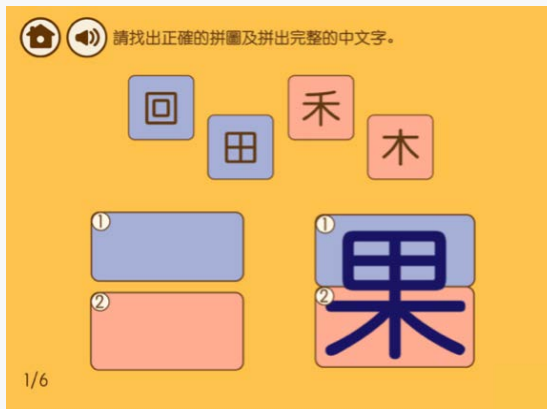 請找出正確的拼圖及拼出完整的中文字。
回
田
禾
木
①
②
①
②
果
1/6